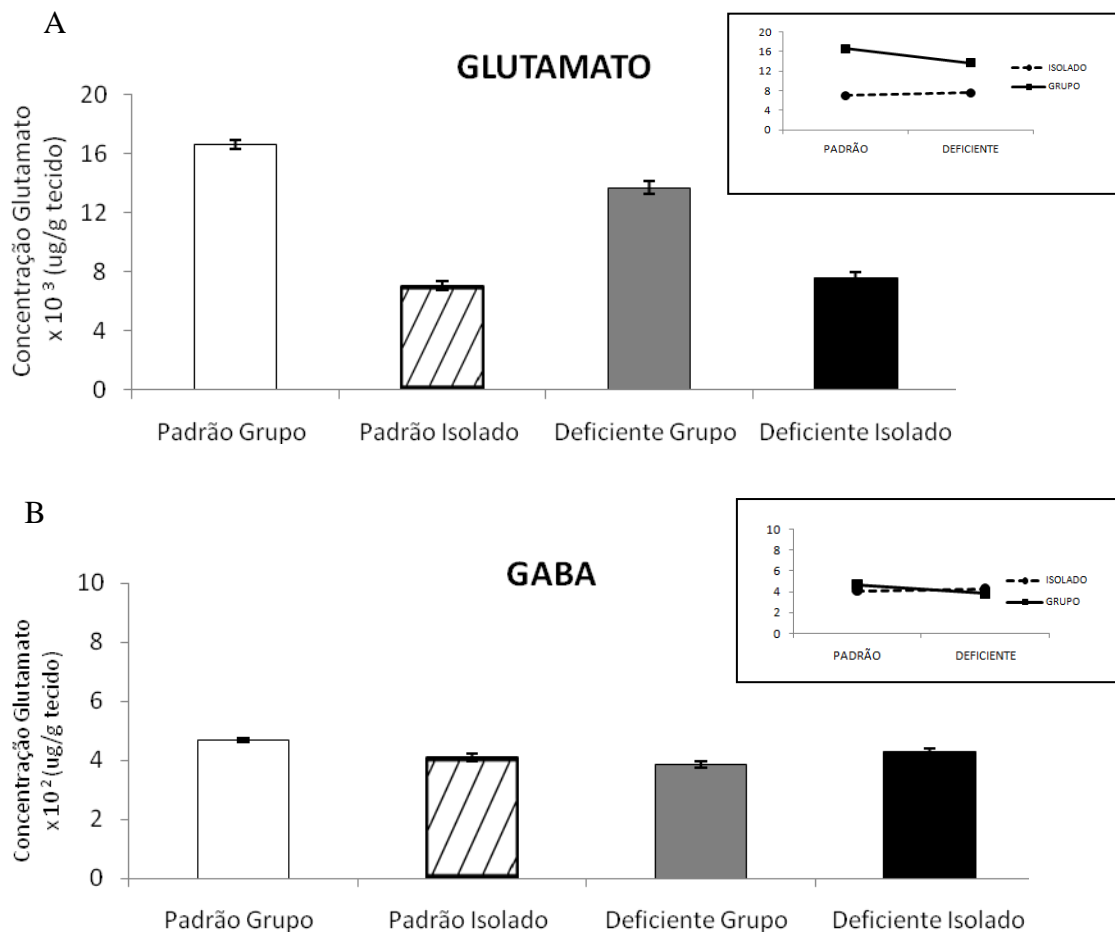 A
GLUTAMATO
Concentração Glutamato
x 10 ³ (ug/g tecido)
20
16
12
8
4
0
Padrão Grupo
Padrão Isolado
Deficiente Grupo
Deficiente Isolado
20
16
12
8
4
0
PADRÃO
DEFICIENTE
ISOLADO
GRUPO
B
GABA
Concentração Glutamato
x 10 ² (ug/g tecido)
10
8
6
4
2
0
Padrão Grupo
Padrão Isolado
Deficiente Grupo
Deficiente Isolado
10
8
6
4
2
0
PADRÃO
DEFICIENTE
ISOLADO
GRUPO